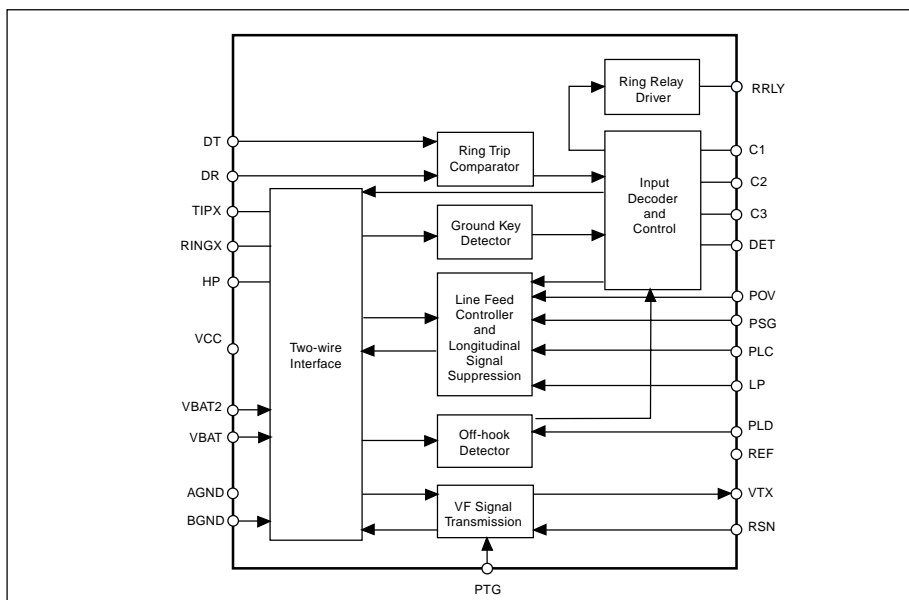 Ring Relay
Driver
RRLY
DT
Ring Trip
Comparator
C1
DR
Input
Decoder
and
Control
C2
TIPX
C3
Ground Key
Detector
RINGX
DET
HP
Line Feed
Controller
and
Longitudinal
Signal
Suppression
POV
PSG
VCC
Two-wire
Interface
PLC
LP
VBAT2
VBAT
Off-hook
Detector
PLD
REF
AGND
VF Signal
Transmission
VTX
BGND
RSN
PTG